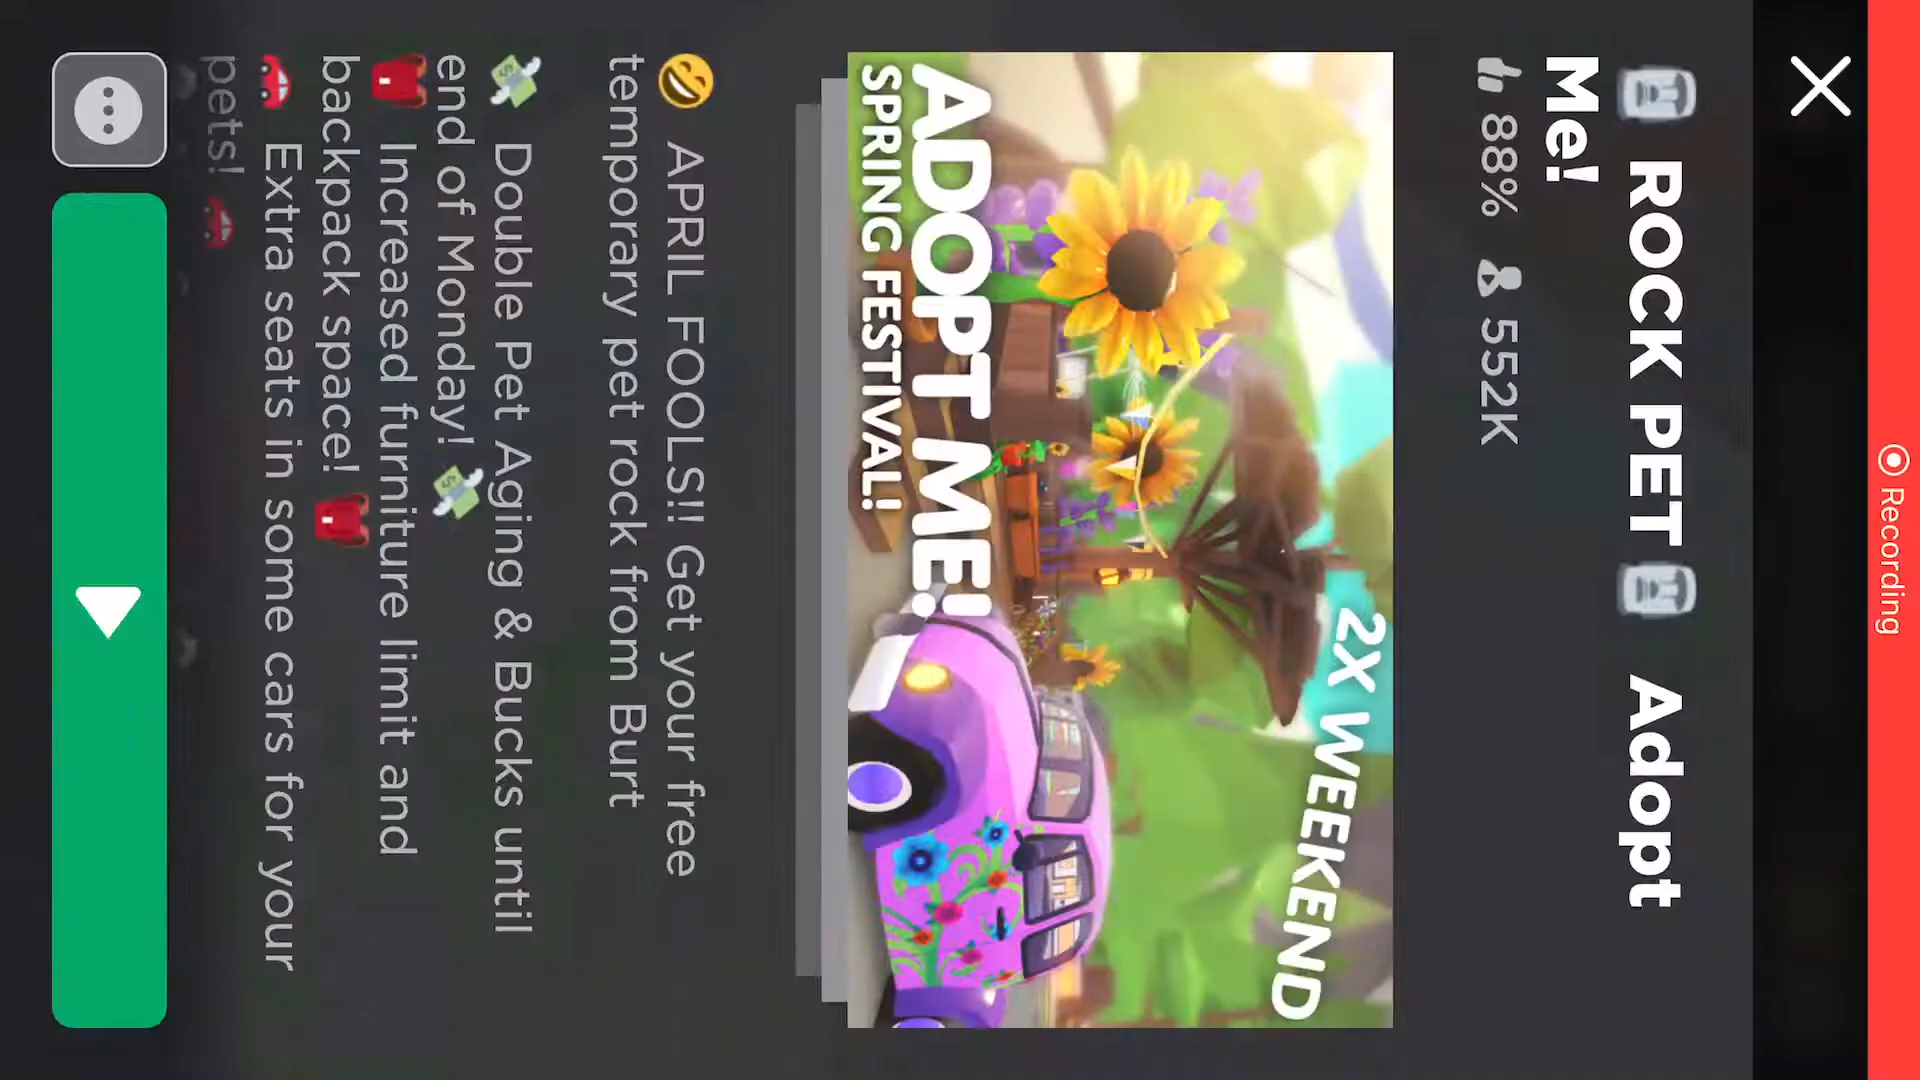 Recording
🗿 ROCK PET 🗿 Adopt
Me!
88% 552K
2X WEEKEND
ADOPT ME!
SPRING FESTIVAL!
😆 APRIL FOOLS!! Get your free
temporary pet rock from Burt
💸 Double Pet Aging & Bucks until
end of Monday! 💸
🎒 Increased furniture limit and
backpack space! 🎒
🚗 Extra seats in some cars for your
pets! 🚗